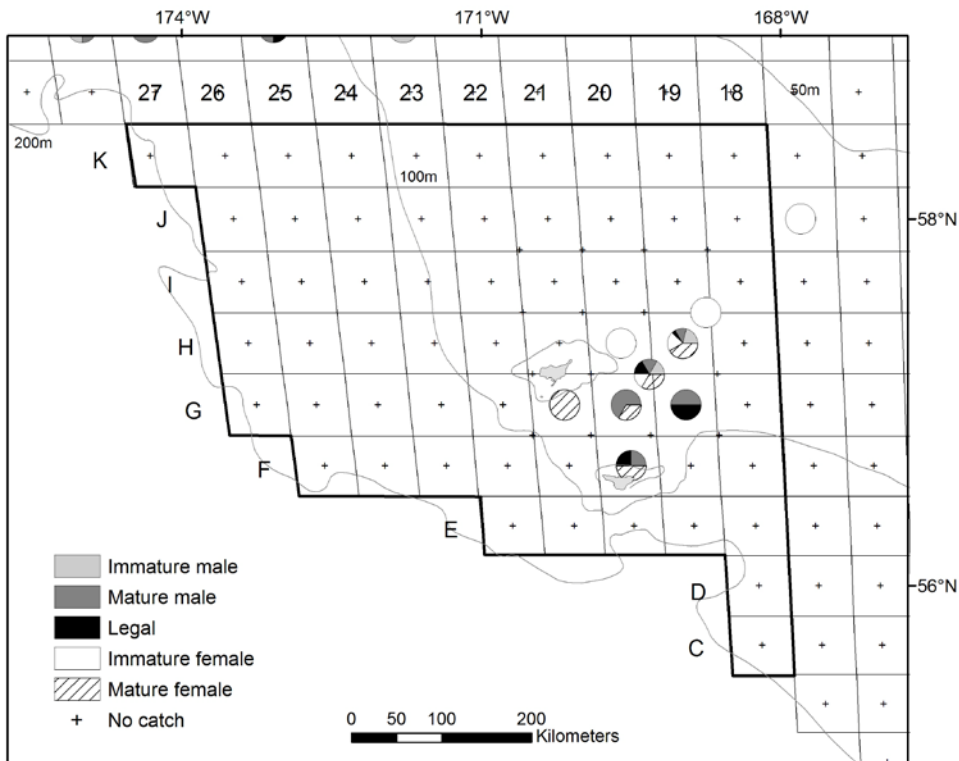 174°W 171°W 168°W
27 26 25 24 23 22 21 20 19 18 50m
200m
K
100m
J 58°N
I
H
G
F
E
Immature male
Mature male D 56°N
Legal
Immature female C
Mature female
+ No catch
0 50 100 200
Kilometers